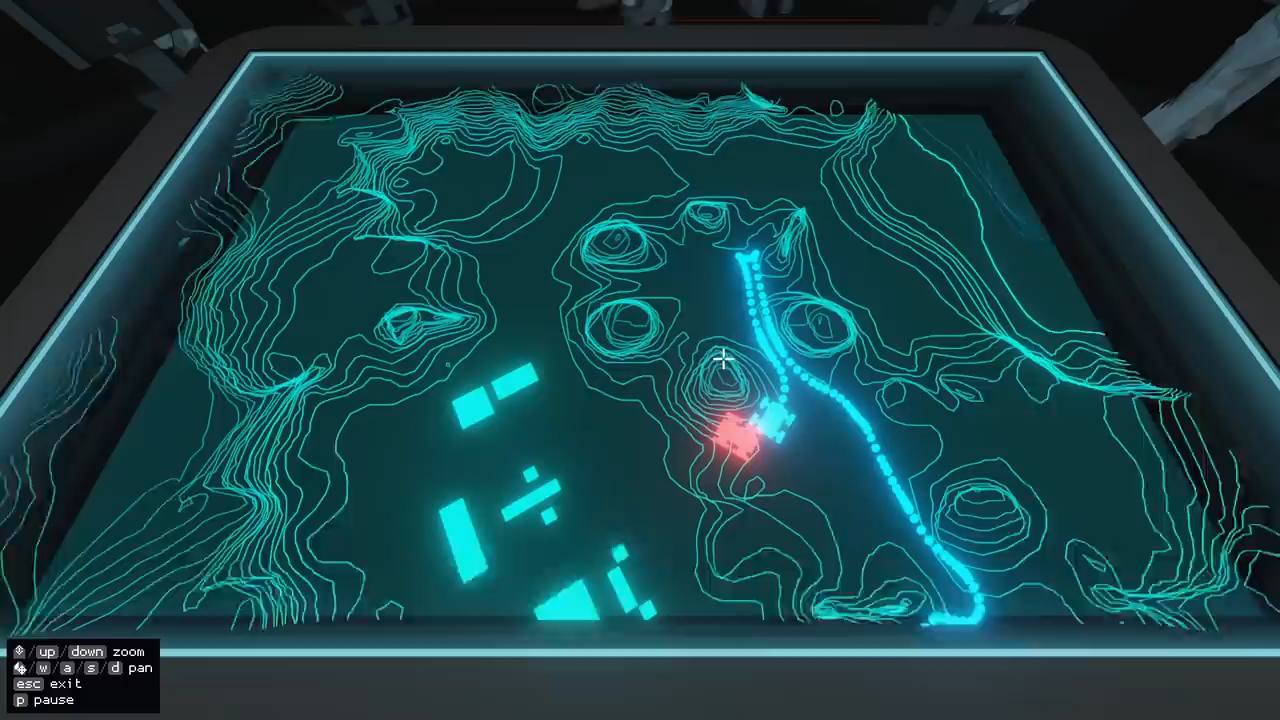 / up / down zoom
/ w / a / s / d pan
esc exit
p pause